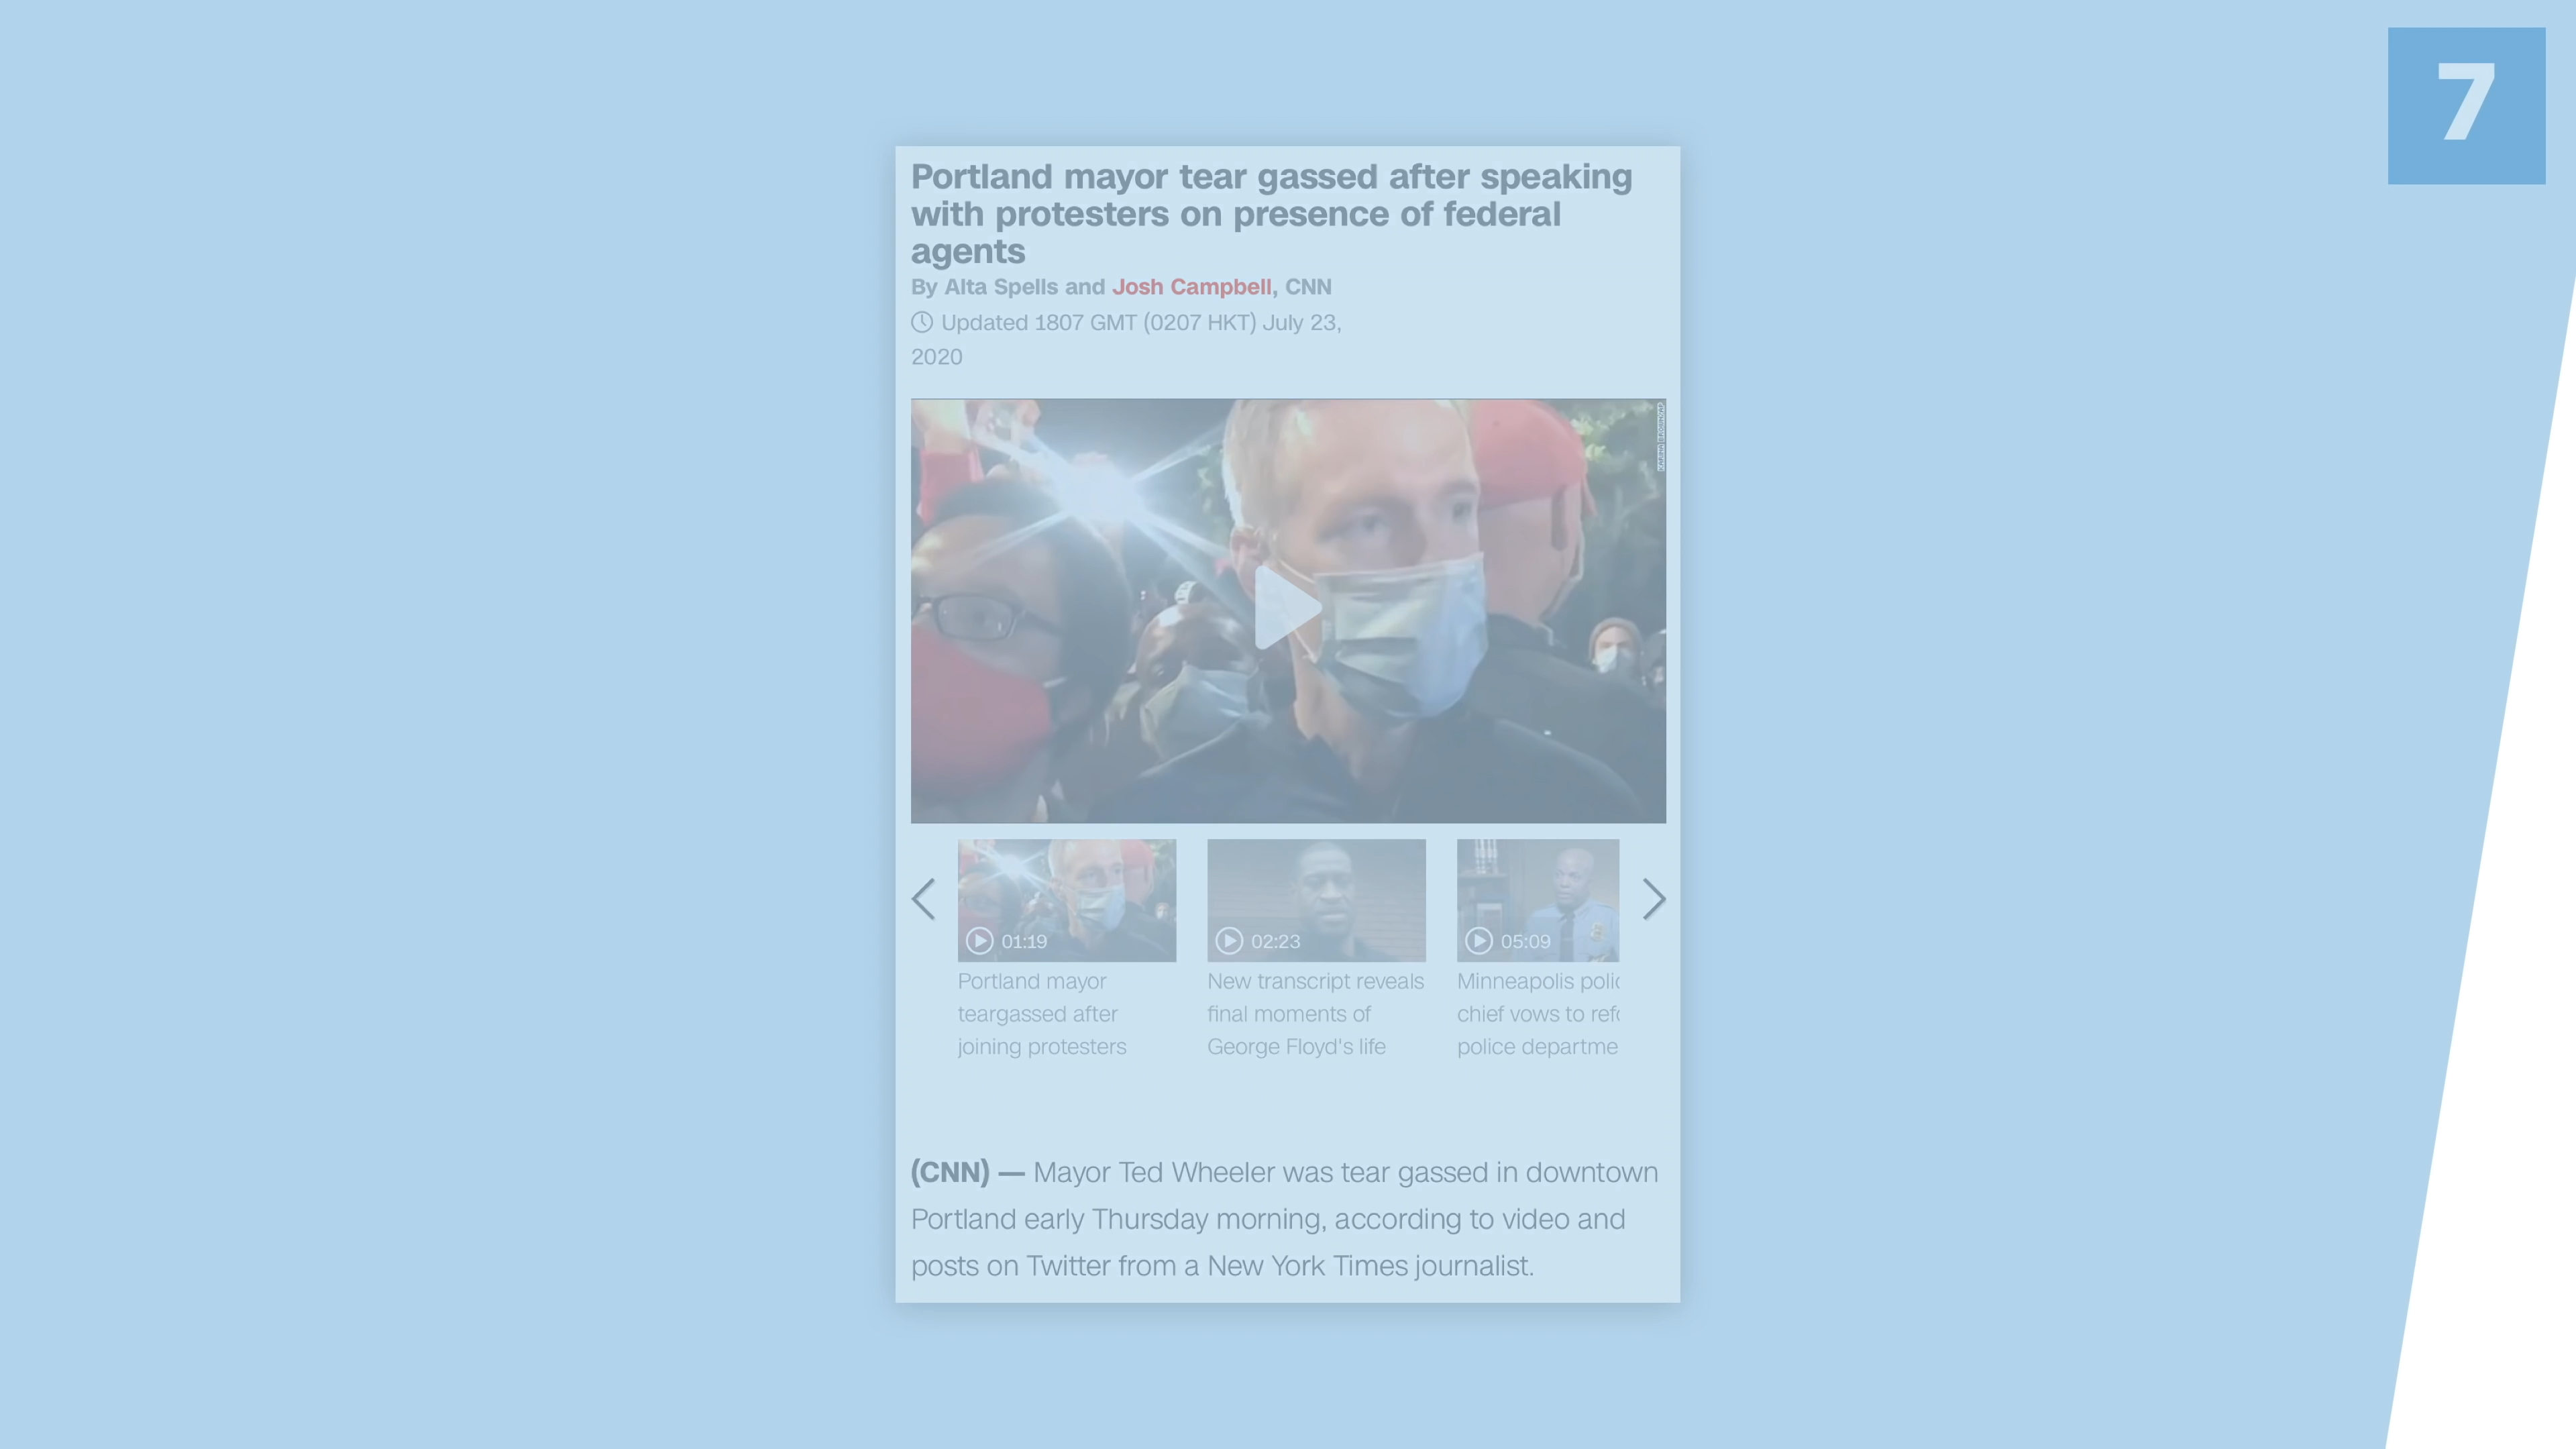 7
Portland mayor tear gassed after speaking
with protesters on presence of federal
agents
By Alta Spells and Josh Campbell, CNN
Updated 1807 GMT (0207 HKT) July 23,
2020
01:19
02:23
05:09
Portland mayor
teargassed after
joining protesters
New transcript reveals
final moments of
George Floyd's life
Minneapolis polic
chief vows to refo
police departme
(CNN) — Mayor Ted Wheeler was tear gassed in downtown
Portland early Thursday morning, according to video and
posts on Twitter from a New York Times journalist.